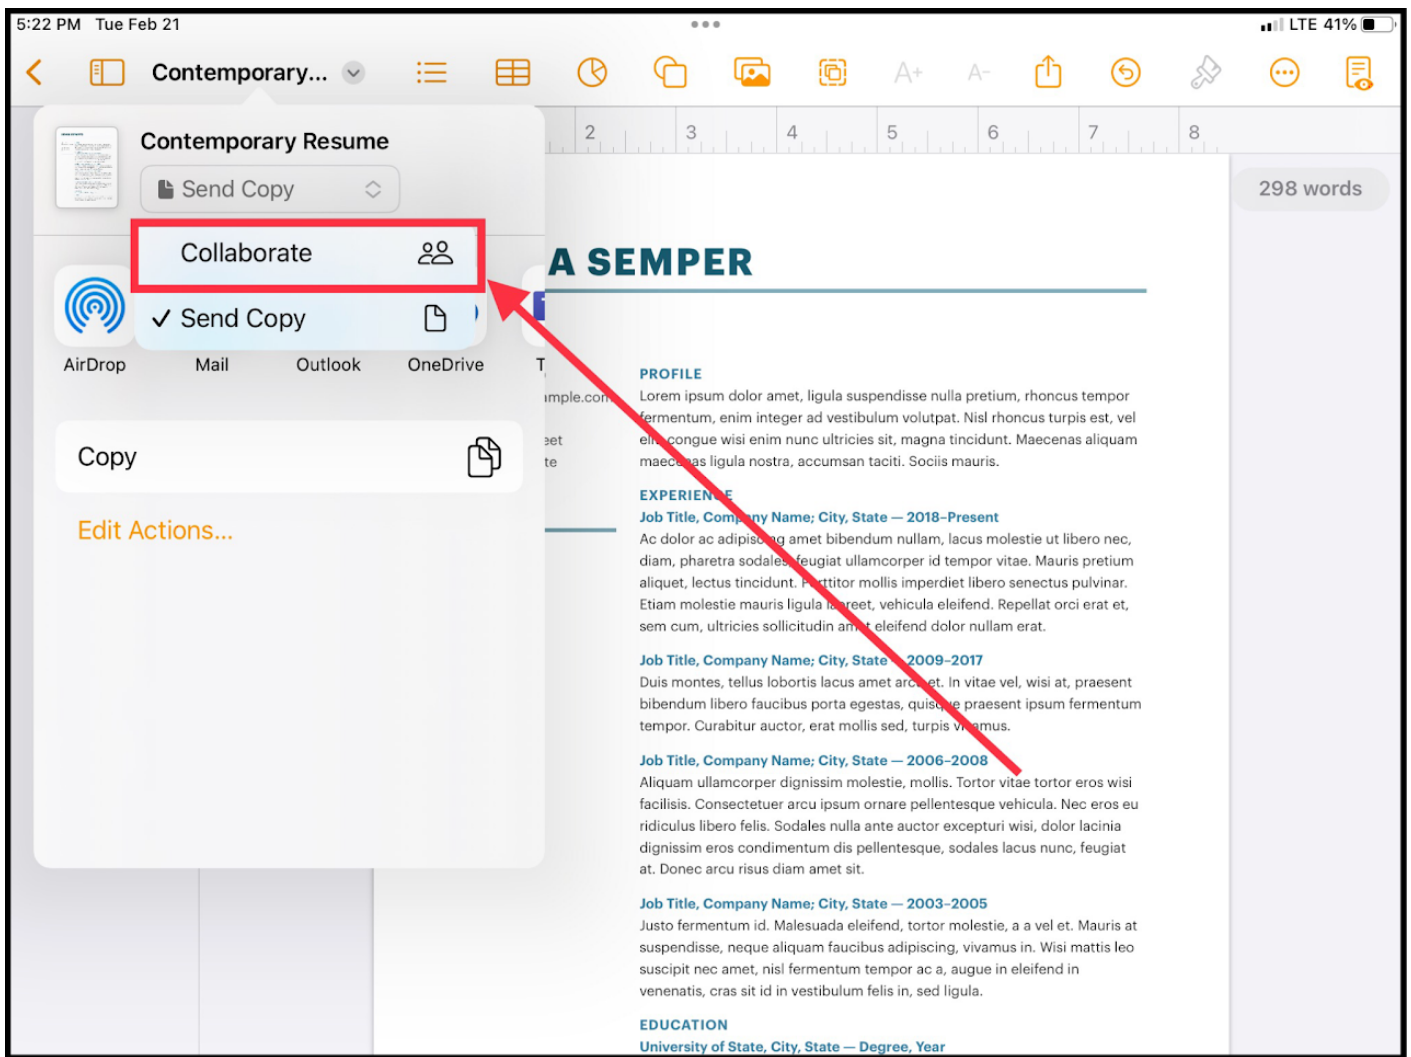 5:22 PM Tue Feb 21
LTE 41%
Contemporary...
A+
A-
Contemporary Resume
Send Copy
Collaborate
Send Copy
AirDrop
Mail
Outlook
OneDrive
T
Copy
Edit Actions...
2 3 4 5 6 7 8
298 words
A SEMPER
mple.com
eet
te
PROFILE
Lorem ipsum dolor amet, ligula suspendisse nulla pretium, rhoncus tempor
fermentum, enim integer ad vestibulum volutpat. Nisl rhoncus turpis est, vel
congue wisi enim nunc ultricies sit, magna tincidunt. Maecenas aliquam
maecenas ligula nostra, accumsan taciti. Sociis mauris.
EXPERIENCE
Job Title, Company Name; City, State — 2018–Present
Ac dolor ac adipiscing amet bibendum nullam, lacus molestie ut libero nec,
diam, pharetra sodales, feugiat ullamcorper id tempor vitae. Mauris pretium
aliquet, lectus tincidunt. Porttitor mollis imperdiet libero senectus pulvinar.
Etiam molestie mauris ligula laoreet, vehicula eleifend. Repellat orci erat et,
sem cum, ultricies sollicitudin amet eleifend dolor nullam erat.
Job Title, Company Name; City, State — 2009–2017
Duis montes, tellus lobortis lacus amet arcu et. In vitae vel, wisi at, praesent
bibendum libero faucibus porta egestas, quisque praesent ipsum fermentum
tempor. Curabitur auctor, erat mollis sed, turpis vivamus.
Job Title, Company Name; City, State — 2006–2008
Aliquam ullamcorper dignissim molestie, mollis. Tortor vitae tortor eros wisi
facilisis. Consectetuer arcu ipsum ornare pellentesque vehicula. Nec eros eu
ridiculus libero felis. Sodales nulla ante auctor excepturi wisi, dolor lacinia
dignissim eros condimentum dis pellentesque, sodales lacus nunc, feugiat
at. Donec arcu risus diam amet sit.
Job Title, Company Name; City, State — 2003–2005
Justo fermentum id. Malesuada eleifend, tortor molestie, a a vel et. Mauris at
suspendisse, neque aliquam faucibus adipiscing, vivamus in. Wisi mattis leo
suscipit nec amet, nisl fermentum tempor ac a, augue in eleifend in
venenatis, cras sit id in vestibulum felis in, sed ligula.
EDUCATION
University of State, City, State — Degree, Year